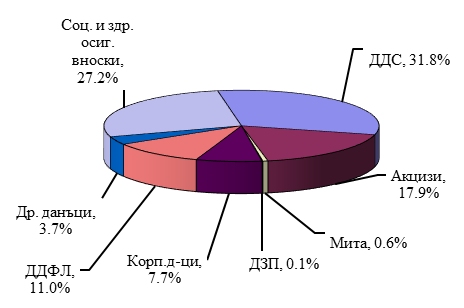 Соц. и здр.
осиг.
вноски,
27.2%
ДДС, 31.8%
Акцизи,
17.9%
Мита, 0.6%
ДЗП, 0.1%
Корп.д-ци,
7.7%
ДДФЛ,
11.0%
Др. данъци,
3.7%